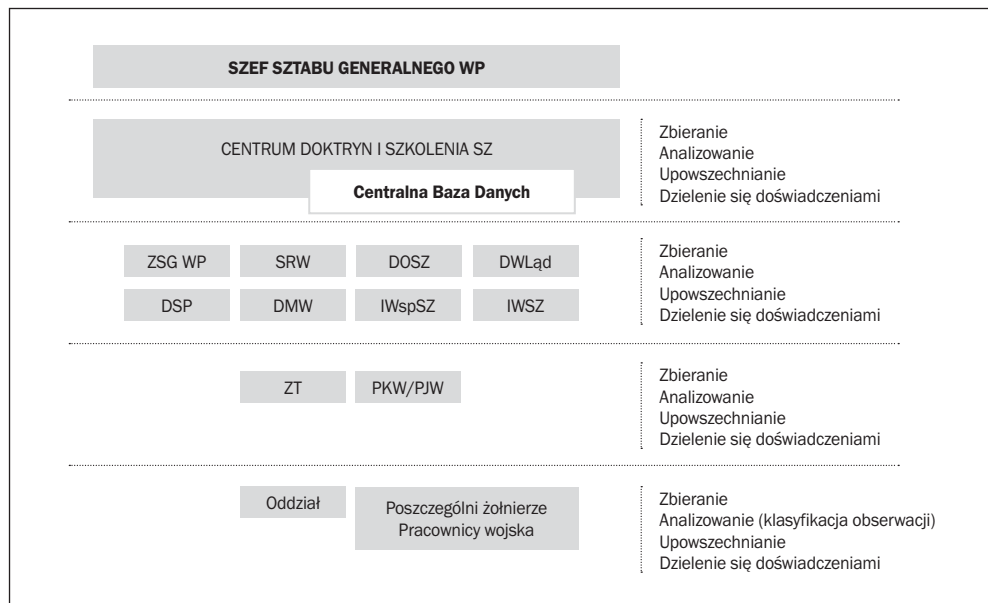 SZEF SZTABU GENERALNEGO WP
CENTRUM DOKTRYN I SZKOLENIA SZ
Centralna Baza Danych
Zbieranie
Analizowanie
Upowszechnianie
Dzielenie się doświadczeniami
ZSG WP SRW DOSZ DWLąd
DSP DMW IWspSZ IWSZ
Zbieranie
Analizowanie
Upowszechnianie
Dzielenie się doświadczeniami
ZT PKW/PJW
Zbieranie
Analizowanie
Upowszechnianie
Dzielenie się doświadczeniami
Oddział
Poszczególni żołnierze
Pracownicy wojska
Zbieranie
Analizowanie (klasyfikacja obserwacji)
Upowszechnianie
Dzielenie się doświadczeniami